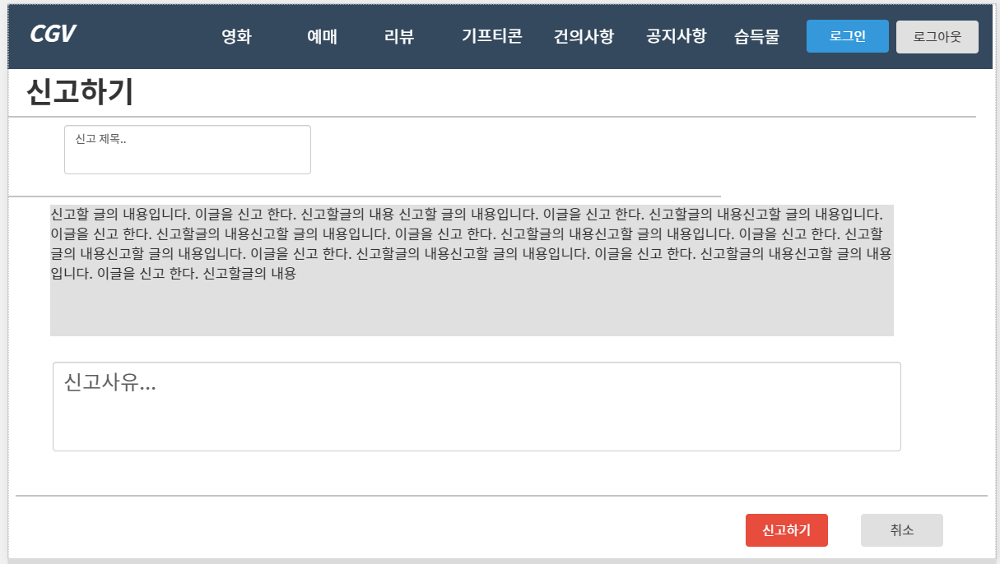 CGV 영화 예매 리뷰 기프티콘 건의사항 공지사항 습득물 로그인 로그아웃
신고하기
신고 제목..
신고할 글의 내용입니다. 이글을 신고 한다. 신고할글의 내용 신고할 글의 내용입니다. 이글을 신고 한다. 신고할글의 내용신고할 글의 내용입니다.
이글을 신고 한다. 신고할글의 내용신고할 글의 내용입니다. 이글을 신고 한다. 신고할글의 내용신고할 글의 내용입니다. 이글을 신고 한다. 신고할
글의 내용신고할 글의 내용입니다. 이글을 신고 한다. 신고할글의 내용신고할 글의 내용입니다. 이글을 신고 한다. 신고할글의 내용신고할 글의 내용
입니다. 이글을 신고 한다. 신고할글의 내용
신고사유...
신고하기 취소